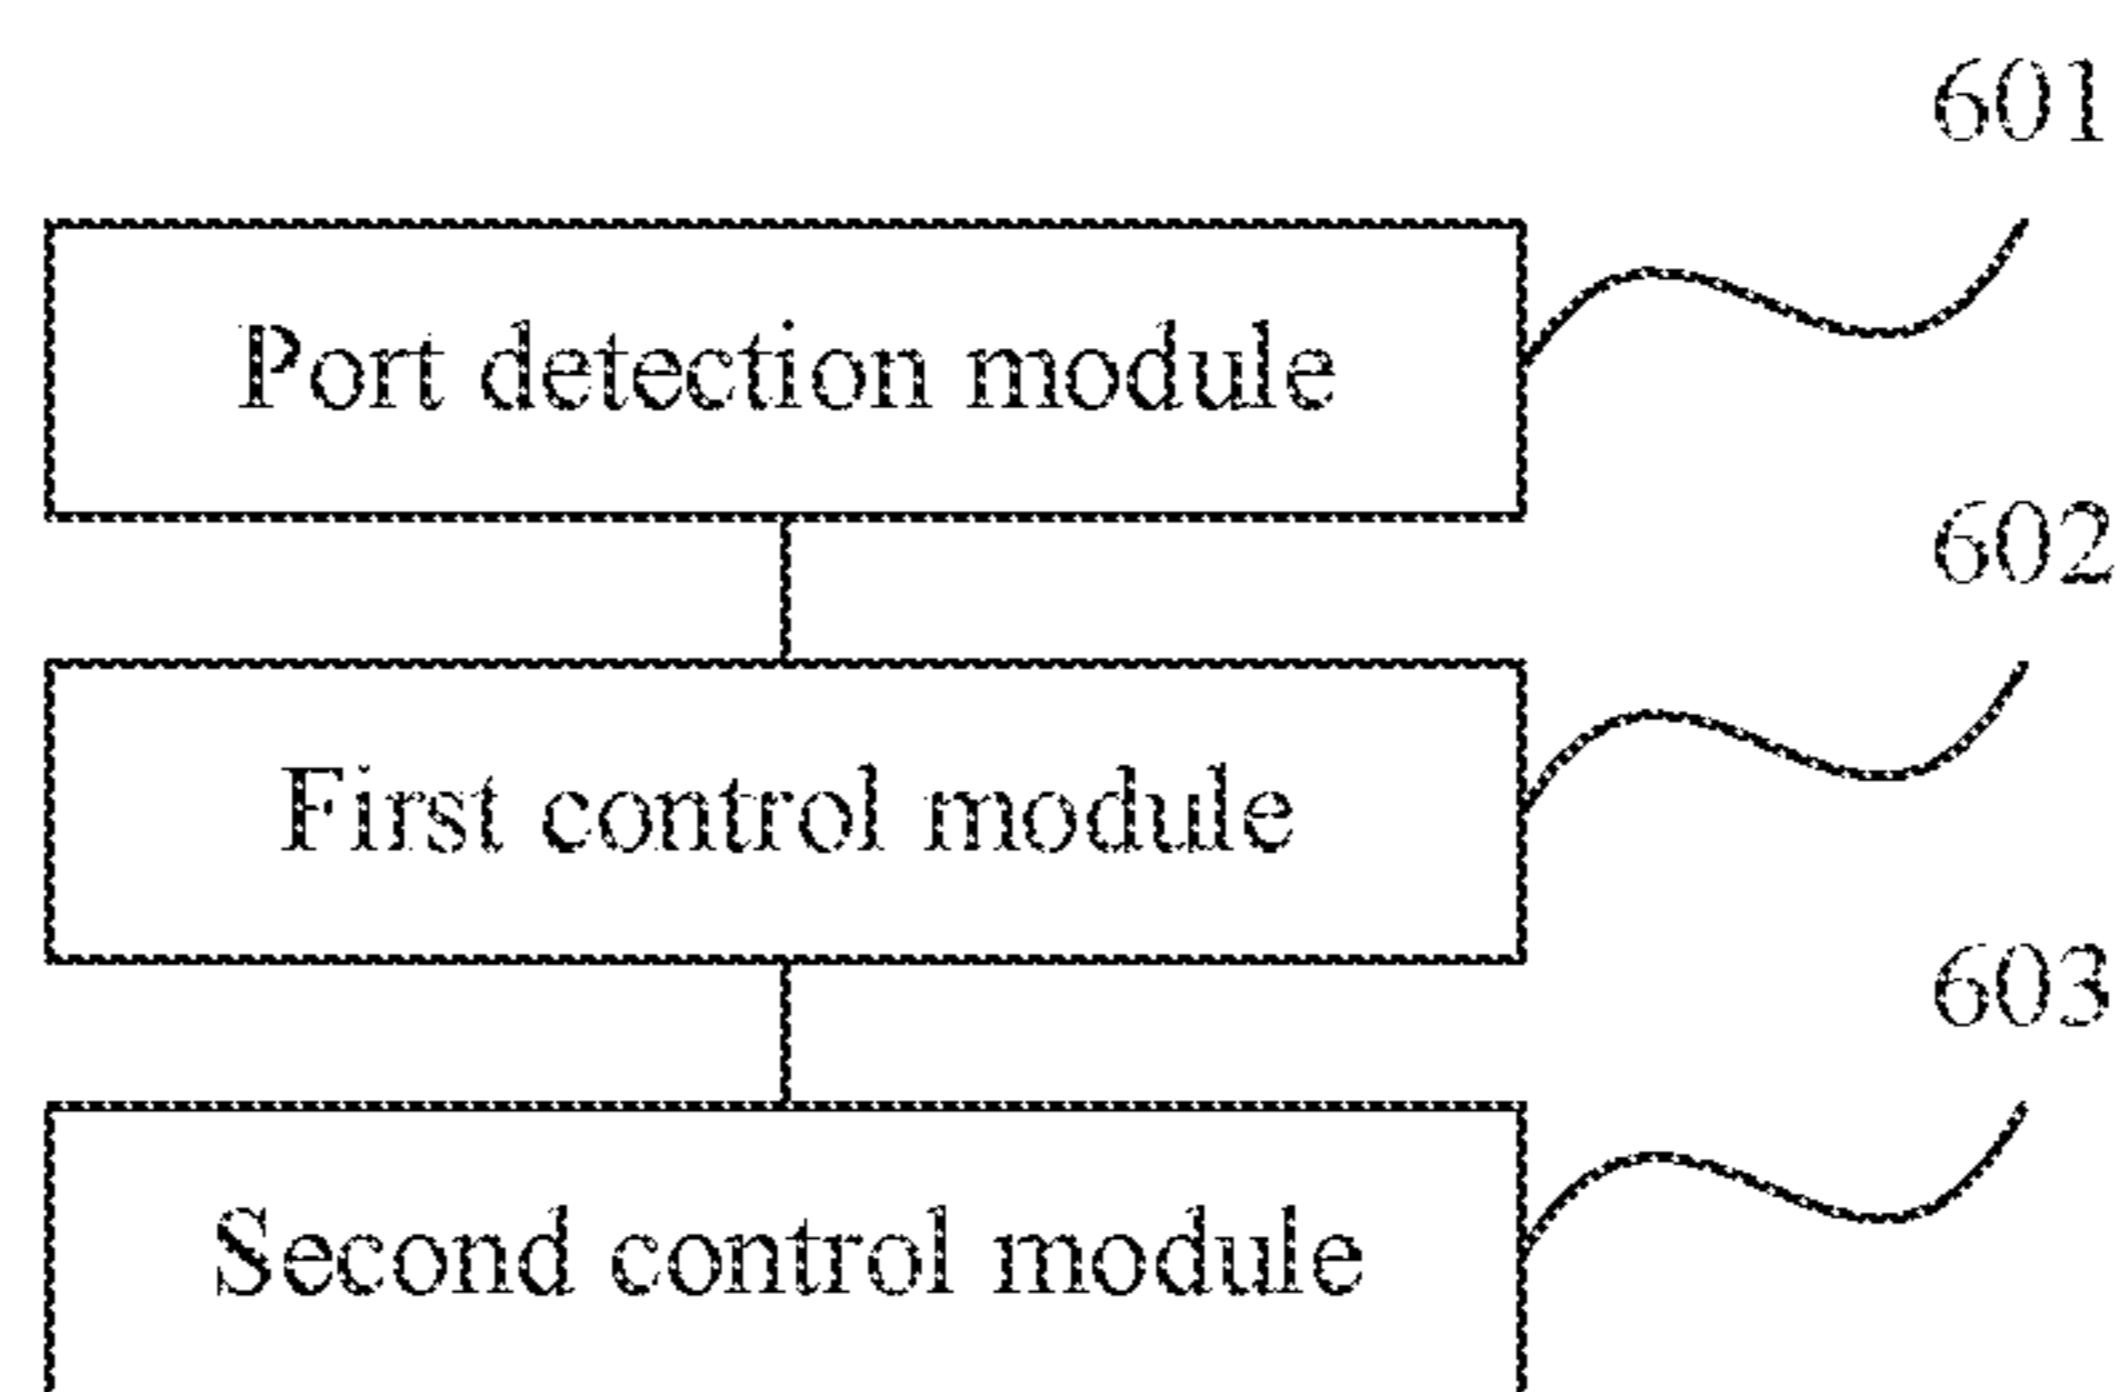 601
Port detection module
602
First control module
603
Second control module